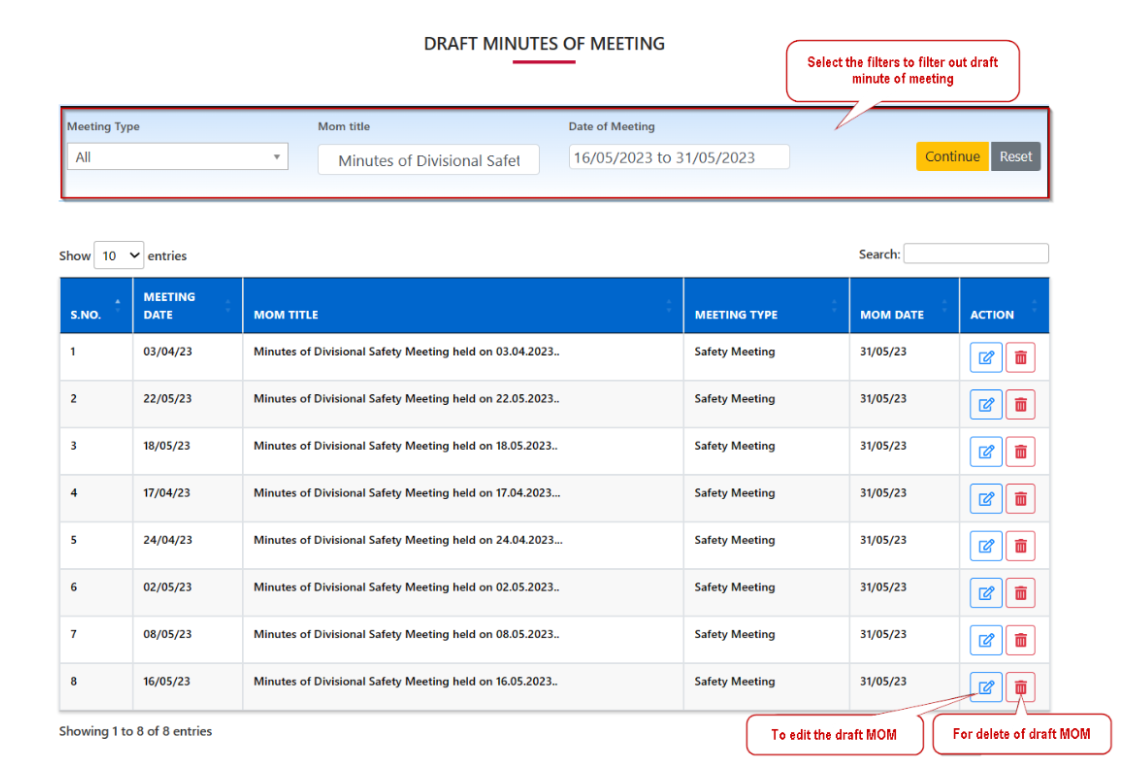 DRAFT MINUTES OF MEETING
Select the filters to filter out draft
minute of meeting
Meeting Type Mom title Date of Meeting
All Minutes of Divisional Safet 16/05/2023 to 31/05/2023 Continue Reset
Show 10 entries Search:
S.NO. MEETING DATE MOM TITLE MEETING TYPE MOM DATE ACTION
1 03/04/23 Minutes of Divisional Safety Meeting held on 03.04.2023.. Safety Meeting 31/05/23
2 22/05/23 Minutes of Divisional Safety Meeting held on 22.05.2023.. Safety Meeting 31/05/23
3 18/05/23 Minutes of Divisional Safety Meeting held on 18.05.2023.. Safety Meeting 31/05/23
4 17/04/23 Minutes of Divisional Safety Meeting held on 17.04.2023... Safety Meeting 31/05/23
5 24/04/23 Minutes of Divisional Safety Meeting held on 24.04.2023... Safety Meeting 31/05/23
6 02/05/23 Minutes of Divisional Safety Meeting held on 02.05.2023.. Safety Meeting 31/05/23
7 08/05/23 Minutes of Divisional Safety Meeting held on 08.05.2023.. Safety Meeting 31/05/23
8 16/05/23 Minutes of Divisional Safety Meeting held on 16.05.2023.. Safety Meeting 31/05/23
Showing 1 to 8 of 8 entries
To edit the draft MOM
For delete of draft MOM